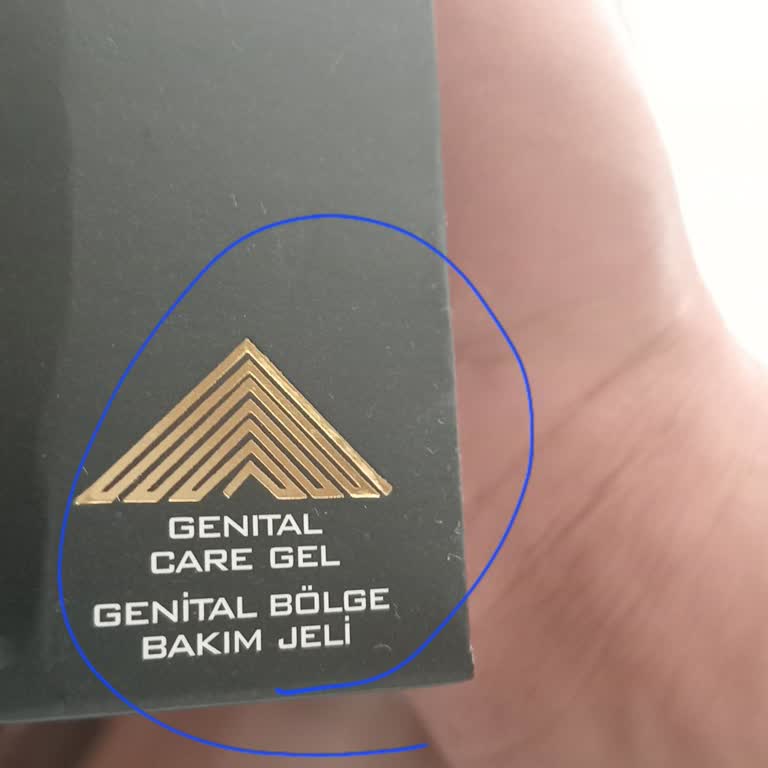 GENITAL
CARE GEL
GENİTAL BÖLGE
BAKIM JELİ